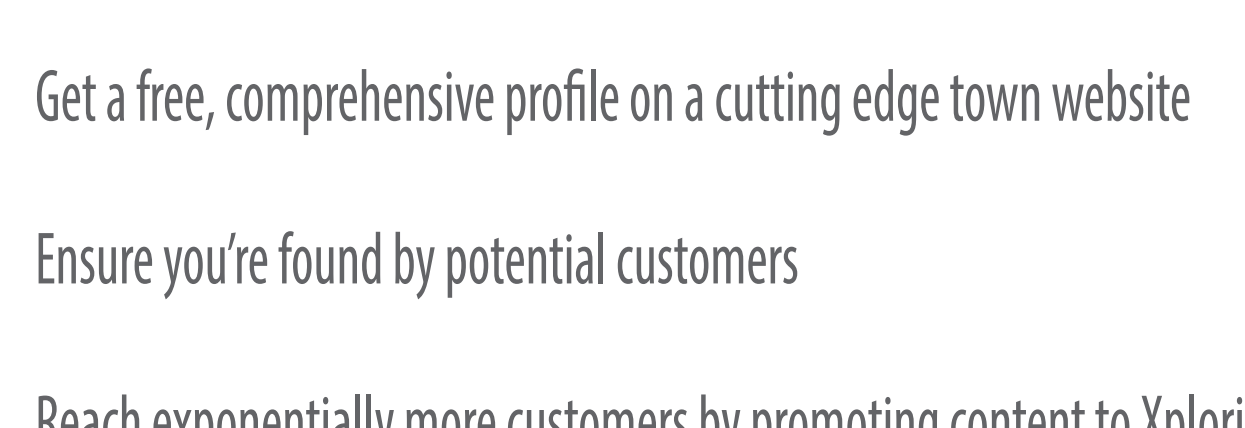 Get a free, comprehensive profile on a cutting edge town website
Ensure you’re found by potential customers
Reach exponentially more customers by promoting content to